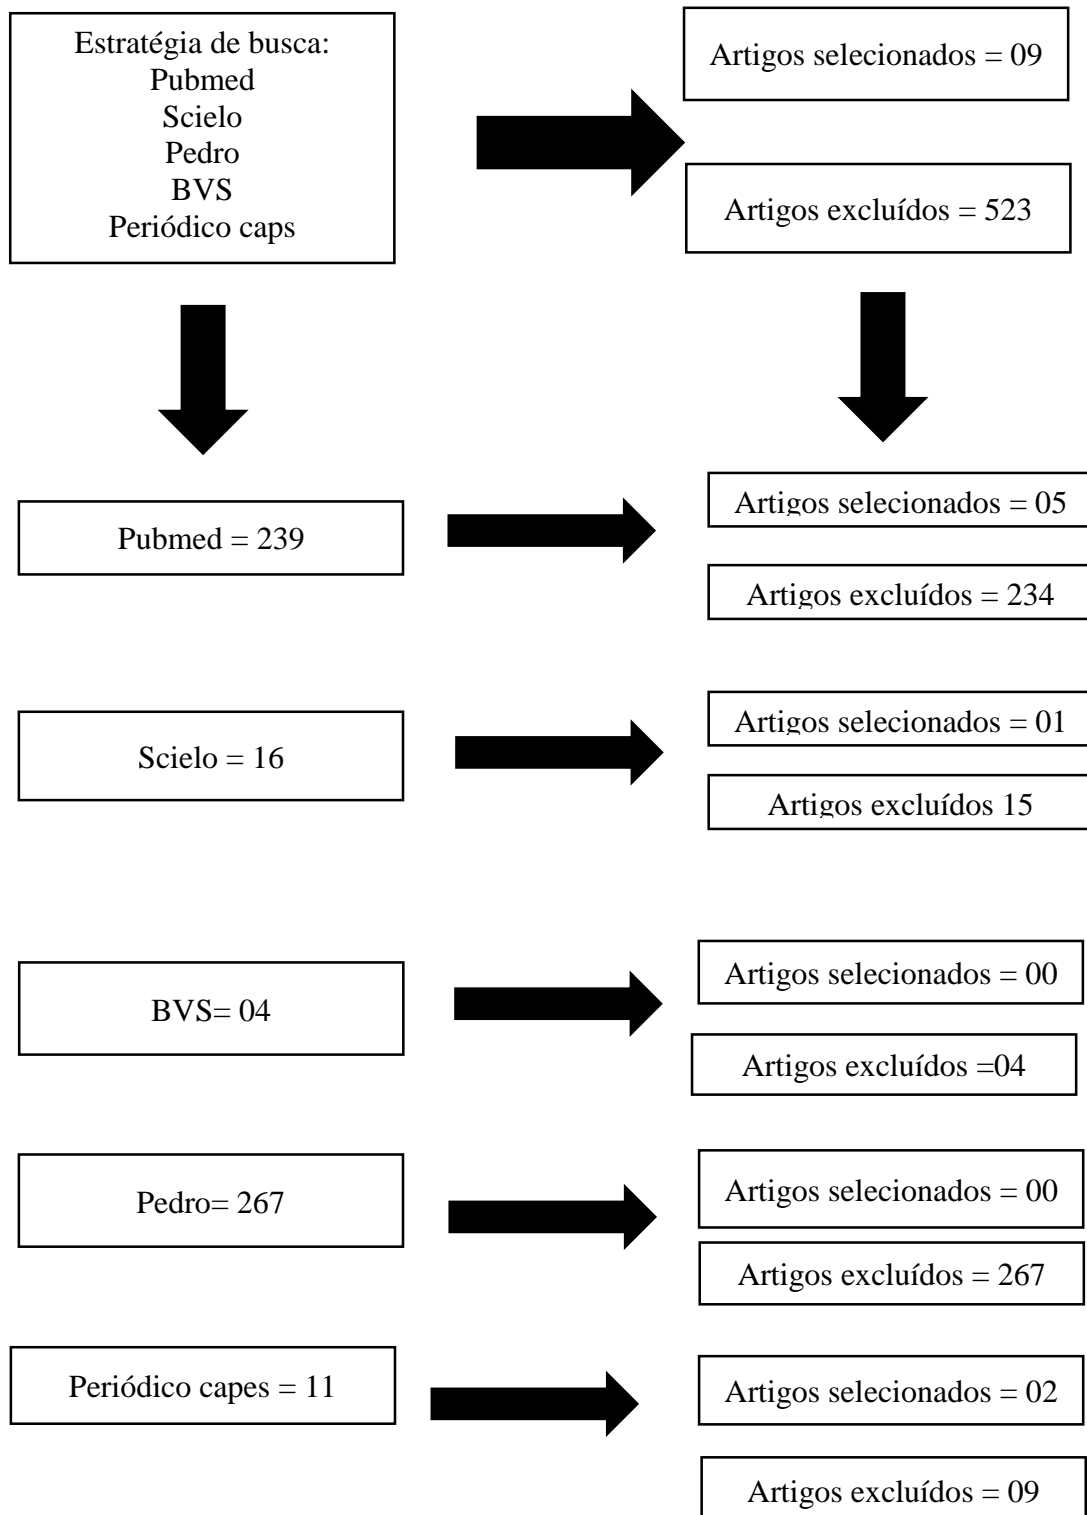 Estratégia de busca:
Pubmed
Scielo
Pedro
BVS
Periódico caps
Artigos selecionados = 09
Artigos excluídos = 523
Pubmed = 239
Artigos selecionados = 05
Artigos excluídos = 234
Scielo = 16
Artigos selecionados = 01
Artigos excluídos 15
BVS= 04
Artigos selecionados = 00
Artigos excluídos =04
Pedro= 267
Artigos selecionados = 00
Artigos excluídos = 267
Periódico capes = 11
Artigos selecionados = 02
Artigos excluídos = 09